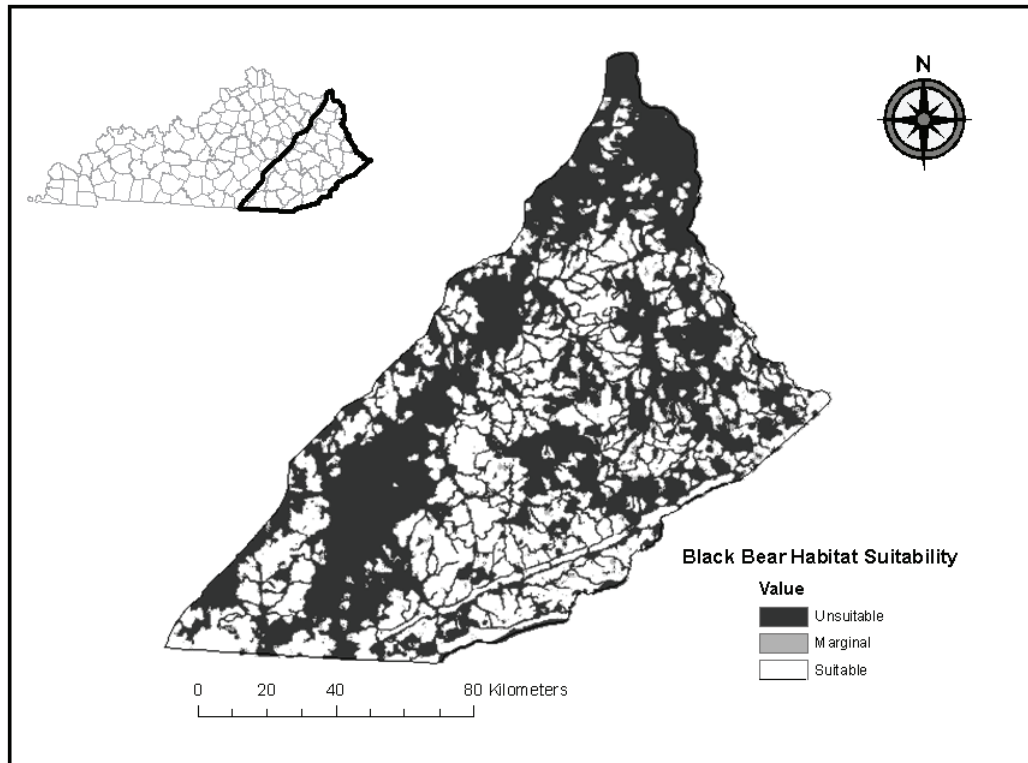 N
Black Bear Habitat Suitability
Value
Unsuitable
Marginal
Suitable
0 20 40 80 Kilometers